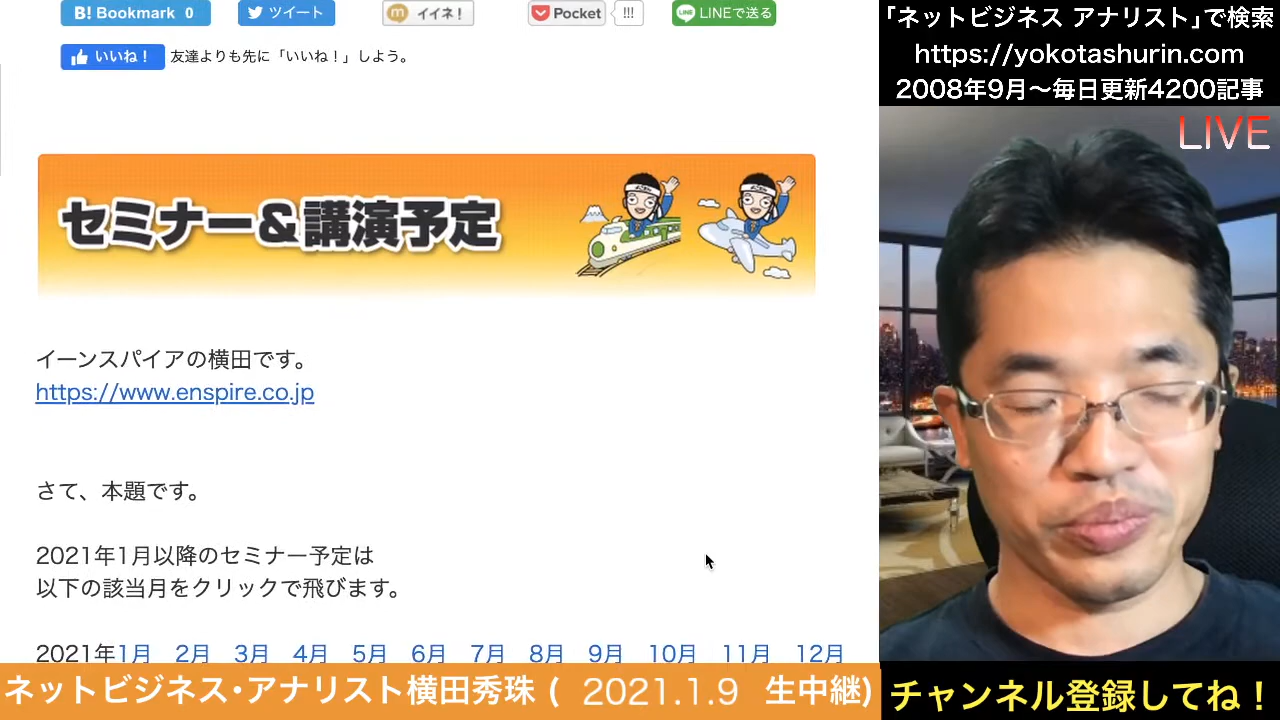 B! Bookmark 0
ツイート
m イイネ！
Pocket
!!!
LINE LINEで送る
いいね！ 友達よりも先に「いいね！」しよう。
セミナー&講演予定
イーンスパイアの横田です。
https://www.enspire.co.jp
さて、本題です。
2021年1月以降のセミナー予定は
以下の該当月をクリックで飛びます。
2021年1月 2月 3月 4月 5月 6月 7月 8月 9月 10月 11月 12月
「ネットビジネス アナリスト」で検索
https://yokotashurin.com
2008年9月～毎日更新4200記事
LIVE
ネットビジネス・アナリスト横田秀珠 ( 2021.1.9 生中継)
チャンネル登録してね！